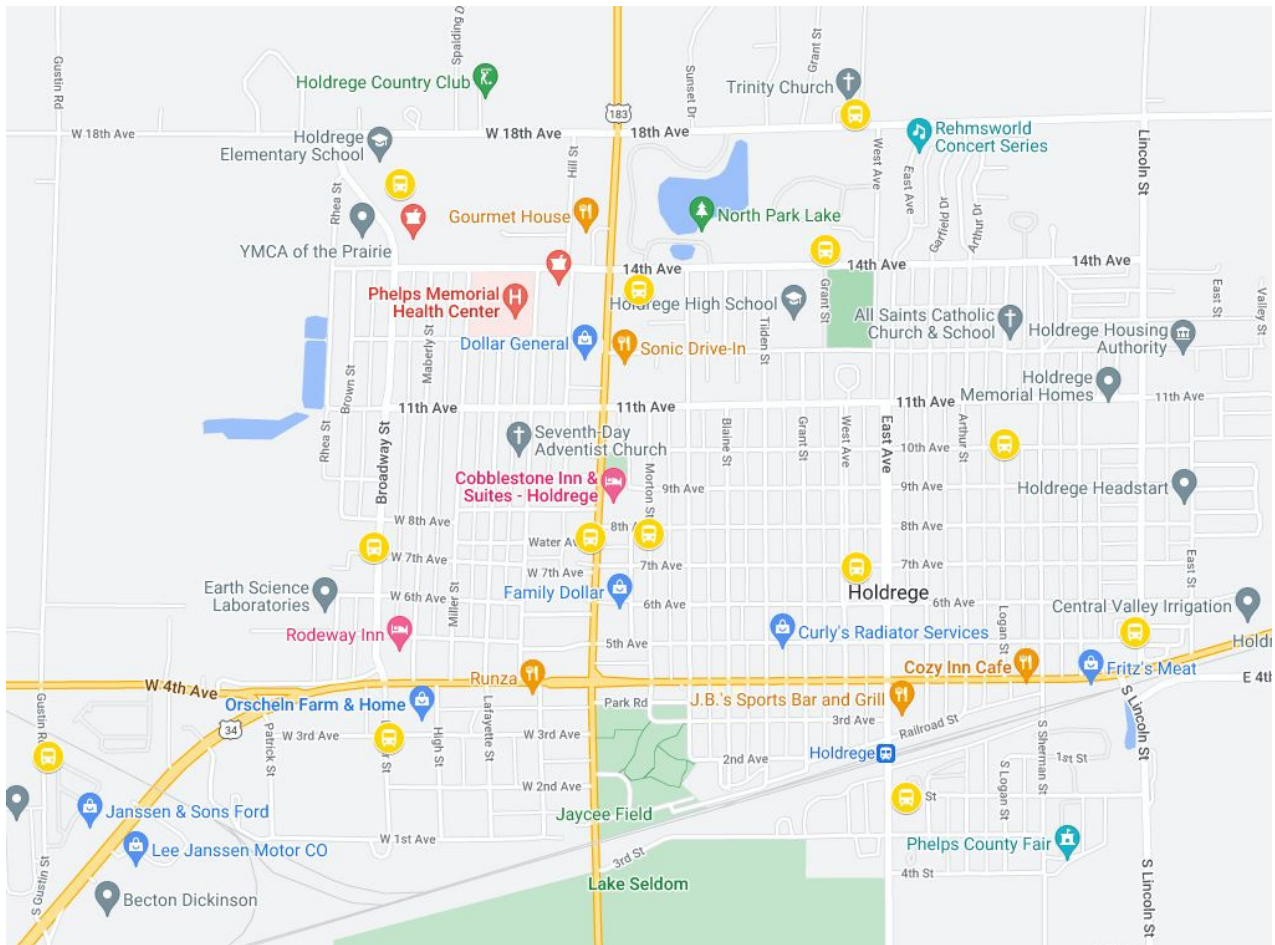 Gustin Rd
Spalding D
Holdrege Country Club
Sunset Dr
Grant St
Trinity Church
183
W 18th Ave
W 18th Ave
18th Ave
Holdrege
Elementary School
Hill St
West Ave
East Ave
Rehmsworld
Concert Series
Lincoln St
Garfield Dr
Arthur Dr
Rhea St
Gourmet House
North Park Lake
YMCA of the Prairie
14th Ave
14th Ave
14th Ave
Phelps Memorial
Health Center
H
Holdrege High School
Grant St
All Saints Catholic
Church & School
Holdrege Housing
Authority
East St
Valley St
Maberly St
Dollar General
Sonic Drive-In
Tilden St
Brown St
Holdrege
Memorial Homes
11th Ave
11th Ave
11th Ave
11th Ave
Rhea St
Broadway St
Seventh-Day
Adventist Church
Blaine St
Grant St
West Ave
East Ave
Arthur St
10th Ave
Cobblestone Inn &
Suites - Holdrege
Morton St
9th Ave
9th Ave
Holdrege Headstart
W 8th Ave
8th A
8th Ave
Water Av
W 7th Ave
W 7th Ave
7th Ave
7th Ave
East St
Earth Science
Laboratories
W 6th Ave
Miller St
Family Dollar
6th Ave
Holdrege
6th Ave
Logan St
Central Valley Irrigation
Rodeway Inn
5th Ave
Curly's Radiator Services
Holdr
W 4th Ave
Runza
Cozy Inn Cafe
Fritz's Meat
E 4th
Gustin R
34
Orscheln Farm & Home
Park Rd
J.B.'s Sports Bar and Grill
Patrick St
W 3rd Ave
r St
High St
Lafayette St
W 3rd Ave
3rd Ave
Railroad St
S Lincoln St
2nd Ave
Holdrege
S Logan St
S Sherman St
1st St
W 2nd Ave
St
Janssen & Sons Ford
Jaycee Field
W 1st Ave
Lee Janssen Motor CO
3rd St
Phelps County Fair
S Gustin St
Becton Dickinson
Lake Seldom
4th St
S Lincoln St